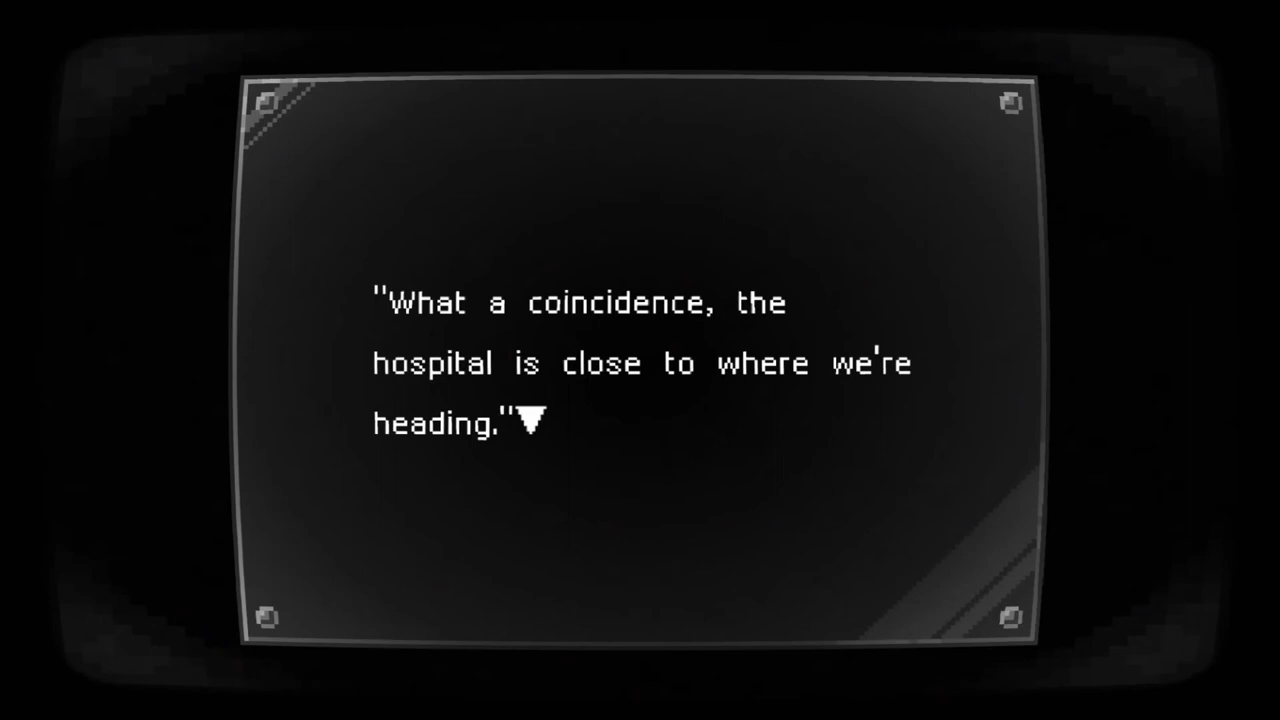 "What a coincidence, the
hospital is close to where we're
heading."▼